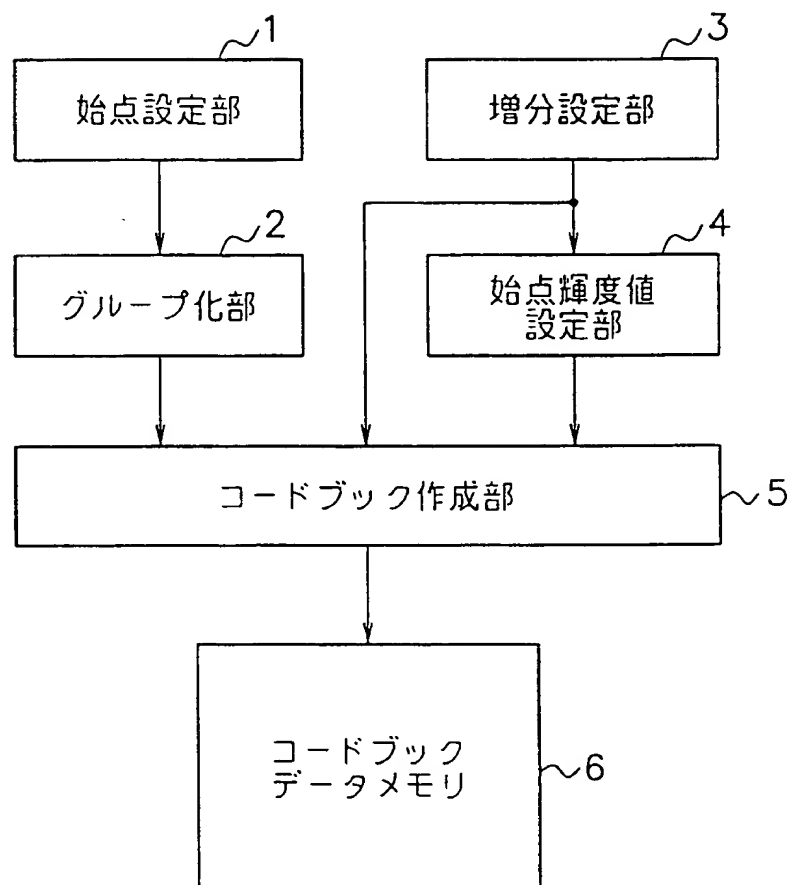 1
始点設定部
3
増分設定部
2
グループ化部
4
始点輝度値
設定部
コードブック作成部
5
コードブック
データメモリ
6